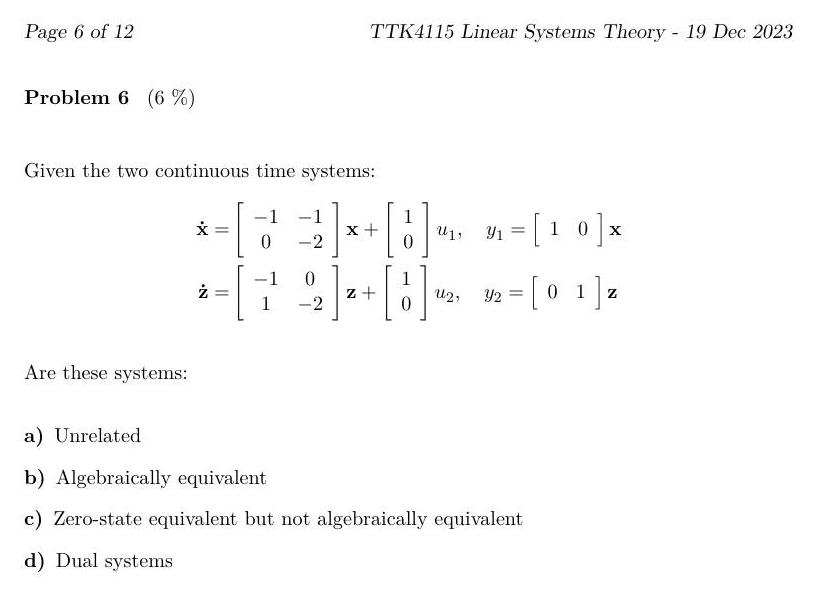 Page 6 of 12 TTK4115 Linear Systems Theory - 19 Dec 2023
Problem 6 (6 %)
Given the two continuous time systems:
ẋ = [ −1 −1 ; 0 −2 ] x + [ 1 ; 0 ] u₁, y₁ = [ 1 0 ] x
ż = [ −1 0 ; 1 −2 ] z + [ 1 ; 0 ] u₂, y₂ = [ 0 1 ] z
Are these systems:
a) Unrelated
b) Algebraically equivalent
c) Zero-state equivalent but not algebraically equivalent
d) Dual systems